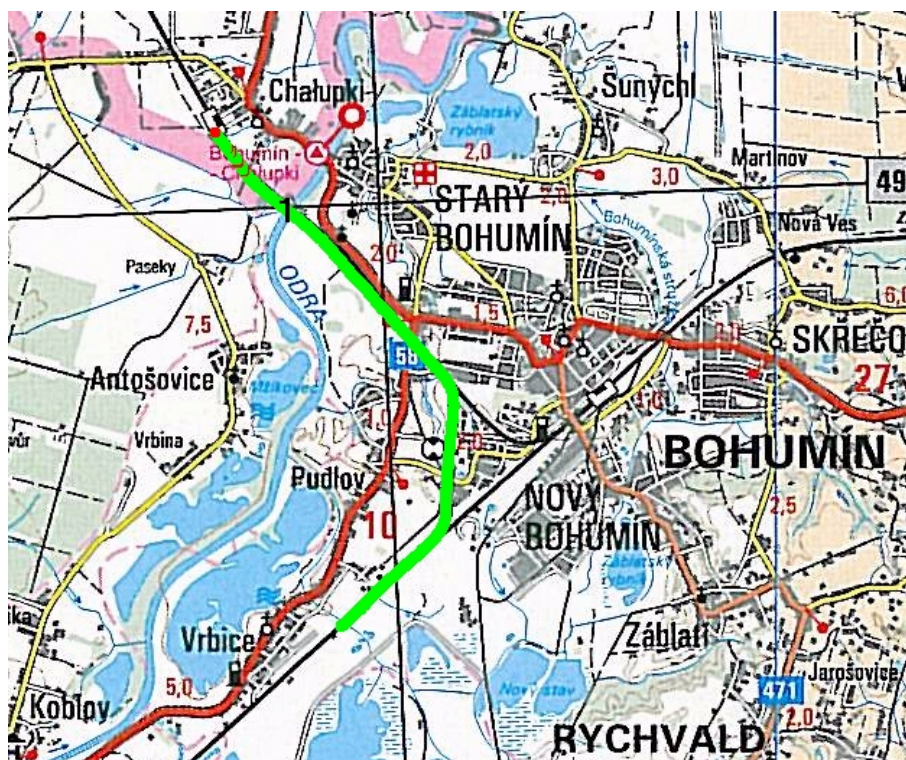 Chałupki
Záblatský
rybník
Šunychl
Bohumín -
- Chałupki
2,0
Martinov
2,0
3,0
49
STARY
BOHUMÍN
Bohumínská stružka
Nová Ves
Paseky
ODRA
7,5
1,5
6,0
58
SKŘEČO
Antošovice
27
1,0
1,0
Vrbina
BOHUMÍN
Pudlov
10
NOVÝ
BOHUMÍN
2,5
Záblatský
rybník
Vrbice
Záblatí
Jarošovice
5,0
Nový stav
471
2,0
Koblov
RYCHVALD